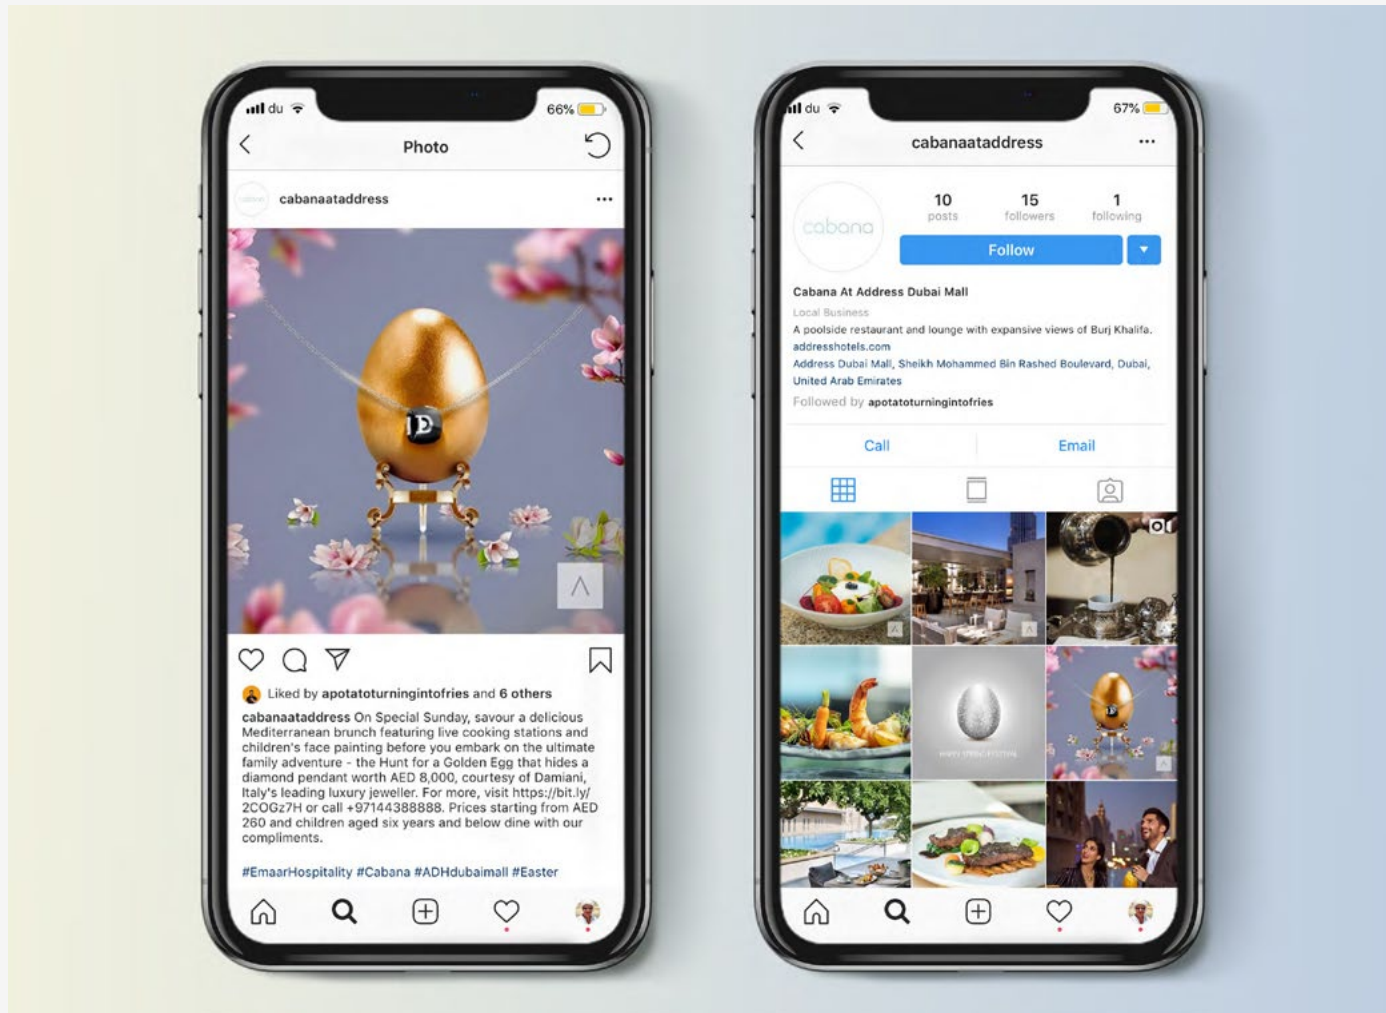 du
66%
Photo
cabanaataddress
D
Liked by apotatoturningintofries and 6 others
cabanaataddress On Special Sunday, savour a delicious
Mediterranean brunch featuring live cooking stations and
children's face painting before you embark on the ultimate
family adventure - the Hunt for a Golden Egg that hides a
diamond pendant worth AED 8,000, courtesy of Damiani,
Italy's leading luxury jeweller. For more, visit https://bit.ly/
2COGz7H or call +97144388888. Prices starting from AED
260 and children aged six years and below dine with our
compliments.
#EmaarHospitality #Cabana #ADHdubaimall #Easter
du
67%
cabanaataddress
cabana
10
posts
15
followers
1
following
Follow
Cabana At Address Dubai Mall
Local Business
A poolside restaurant and lounge with expansive views of Burj Khalifa.
addresshotels.com
Address Dubai Mall, Sheikh Mohammed Bin Rashed Boulevard, Dubai,
United Arab Emirates
Followed by apotatoturningintofries
Call
Email